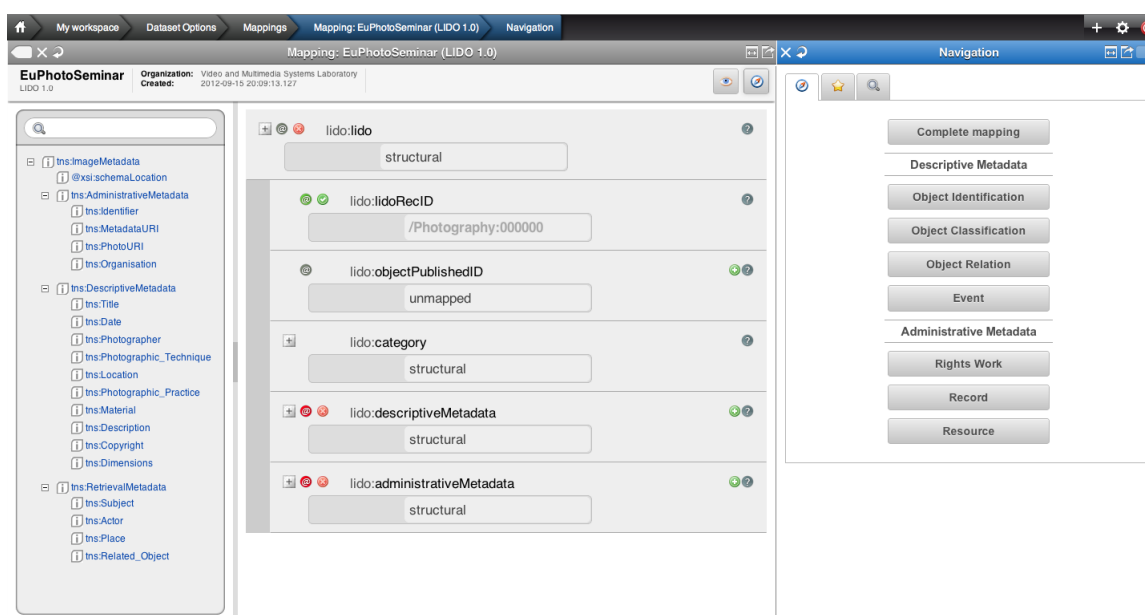 My workspace
Dataset Options
Mappings
Mapping: EuPhotoSeminar (LIDO 1.0)
Navigation
Mapping: EuPhotoSeminar (LIDO 1.0)
EuPhotoSeminar
LIDO 1.0
Organization: Video and Multimedia Systems Laboratory
Created: 2012-09-15 20:09:13.127
tns:ImageMetadata
@xsi:schemaLocation
tns:AdministrativeMetadata
tns:Identifier
tns:MetadataURI
tns:PhotoURI
tns:Organisation
tns:DescriptiveMetadata
tns:Title
tns:Date
tns:Photographer
tns:Photographic_Technique
tns:Location
tns:Photographic_Practice
tns:Material
tns:Description
tns:Copyright
tns:Dimensions
tns:RetrievalMetadata
tns:Subject
tns:Actor
tns:Place
tns:Related_Object
lido:lido
structural
lido:lidoRecID
/Photography:000000
lido:objectPublishedID
unmapped
lido:category
structural
lido:descriptiveMetadata
structural
lido:administrativeMetadata
structural
Navigation
Complete mapping
Descriptive Metadata
Object Identification
Object Classification
Object Relation
Event
Administrative Metadata
Rights Work
Record
Resource